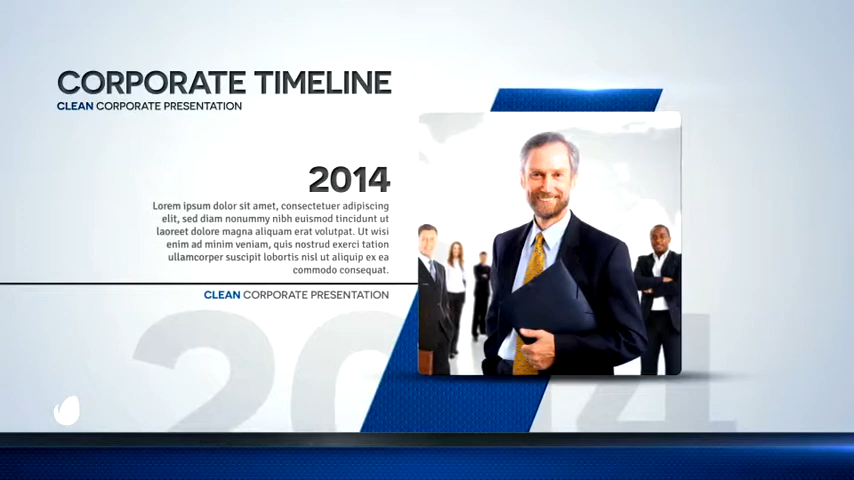 CORPORATE TIMELINE
CLEAN CORPORATE PRESENTATION
2014
Lorem ipsum dolor sit amet, consectetuer adipiscing
elit, sed diam nonummy nibh euismod tincidunt ut
laoreet dolore magna aliquam erat volutpat. Ut wisi
enim ad minim veniam, quis nostrud exerci tation
ullamcorper suscipit lobortis nisl ut aliquip ex ea
commodo consequat.
CLEAN CORPORATE PRESENTATION
2014